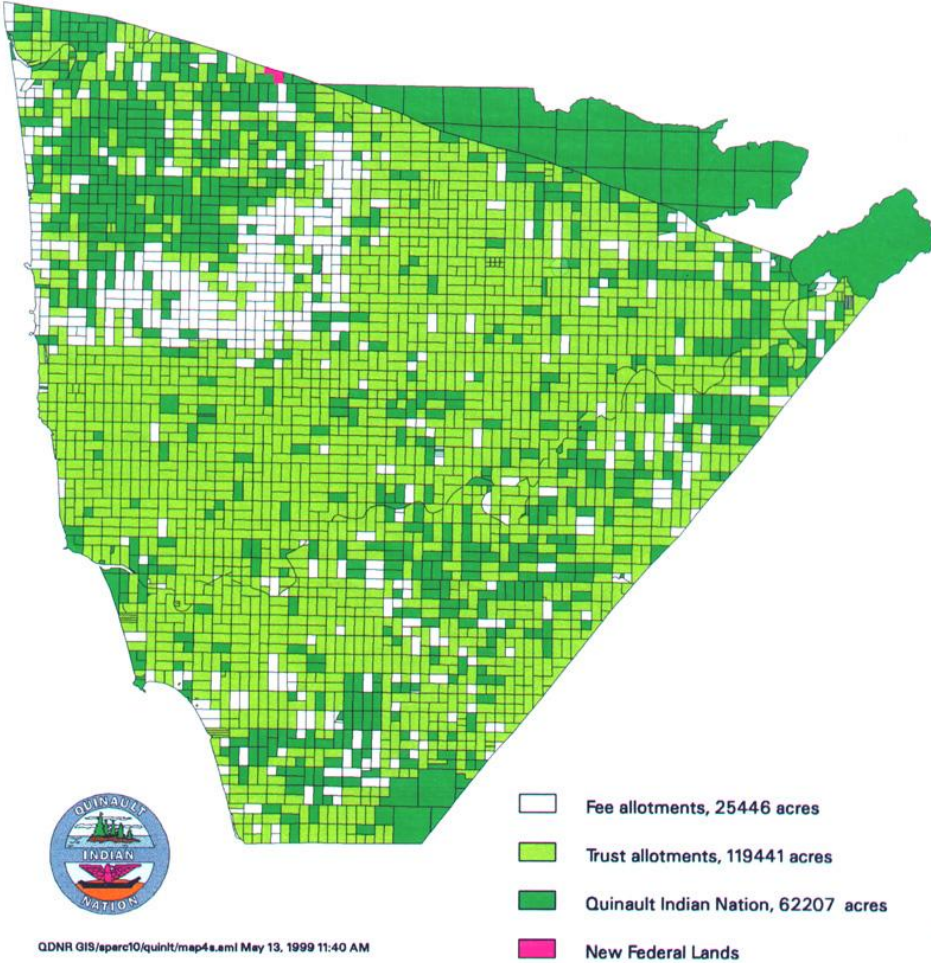 QUINAULT
INDIAN
NATION
Fee allotments, 25446 acres
Trust allotments, 119441 acres
Quinault Indian Nation, 62207 acres
New Federal Lands
QDNR GIS/sparc10/quinlt/map4s.aml May 13, 1999 11:40 AM